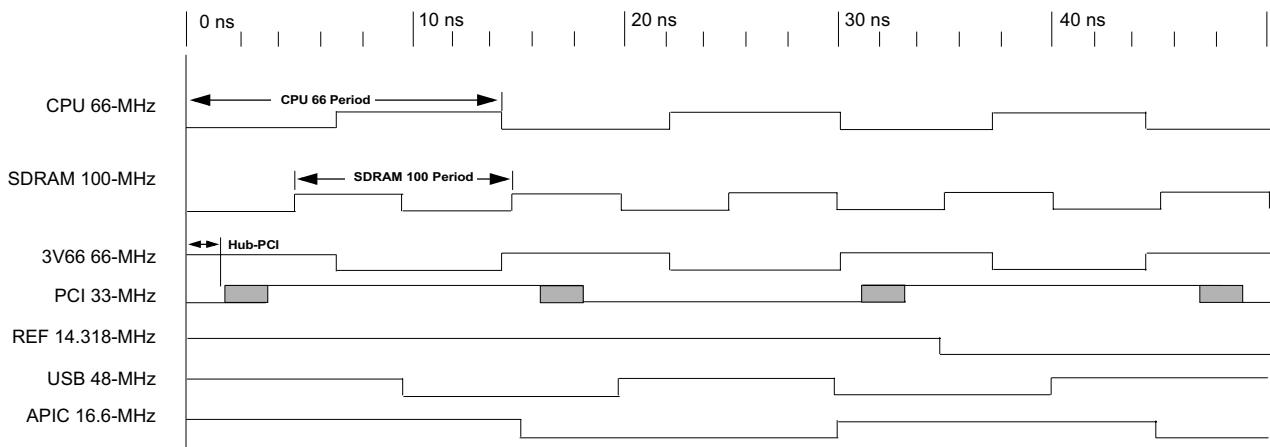 0 ns 10 ns 20 ns 30 ns 40 ns
CPU 66-MHz
CPU 66 Period
SDRAM 100-MHz
SDRAM 100 Period
Hub-PCI
3V66 66-MHz
PCI 33-MHz
REF 14.318-MHz
USB 48-MHz
APIC 16.6-MHz